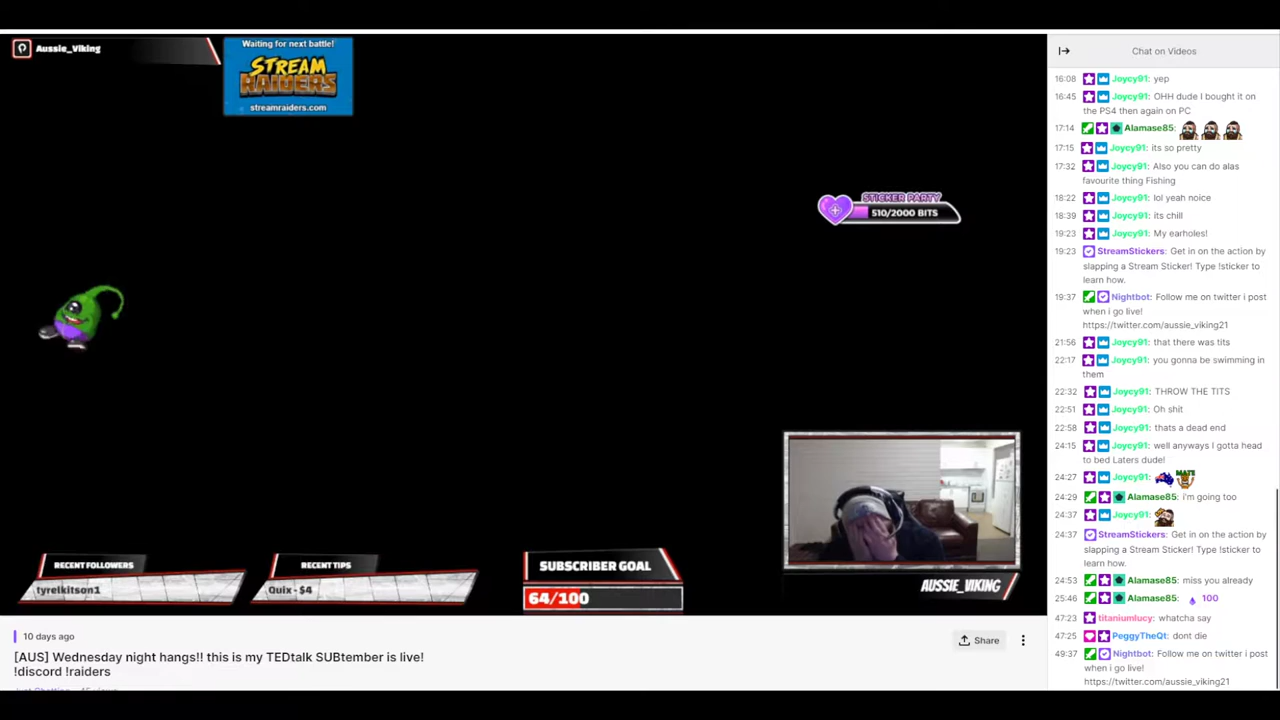 Aussie_Viking
Waiting for next battle!
STREAM
RAIDERS
streamraiders.com
STICKER PARTY
510/2000 BITS
RECENT FOLLOWERS
tyrelkitson1
RECENT TIPS
Quix - $4
SUBSCRIBER GOAL
64/100
AUSSIE_VIKING
10 days ago
Share
[AUS] Wednesday night hangs!! this is my TEDtalk SUBtember is live!
!discord !raiders
Just Chatting
Chat on Videos
16:08 Joycy91: yep
16:45 Joycy91: OHH dude I bought it on
the PS4 then again on PC
17:14 Alamase85:
17:15 Joycy91: its so pretty
17:32 Joycy91: Also you can do alas
favourite thing Fishing
18:22 Joycy91: lol yeah noice
18:39 Joycy91: its chill
19:23 Joycy91: My earholes!
19:23 StreamStickers: Get in on the action by
slapping a Stream Sticker! Type !sticker to
learn how.
19:37 Nightbot: Follow me on twitter i post
when i go live!
https://twitter.com/aussie_viking21
21:56 Joycy91: that there was tits
22:17 Joycy91: you gonna be swimming in
them
22:32 Joycy91: THROW THE TITS
22:51 Joycy91: Oh shit
22:58 Joycy91: thats a dead end
24:15 Joycy91: well anyways I gotta head
to bed Laters dude!
24:27 Joycy91: MATE
24:29 Alamase85: i'm going too
24:37 Joycy91:
24:37 StreamStickers: Get in on the action by
slapping a Stream Sticker! Type !sticker to
learn how.
24:53 Alamase85: miss you already
25:46 Alamase85: 100
47:23 titaniumlucy: whatcha say
47:25 PeggyTheQt: dont die
49:37 Nightbot: Follow me on twitter i post
when i go live!
https://twitter.com/aussie_viking21